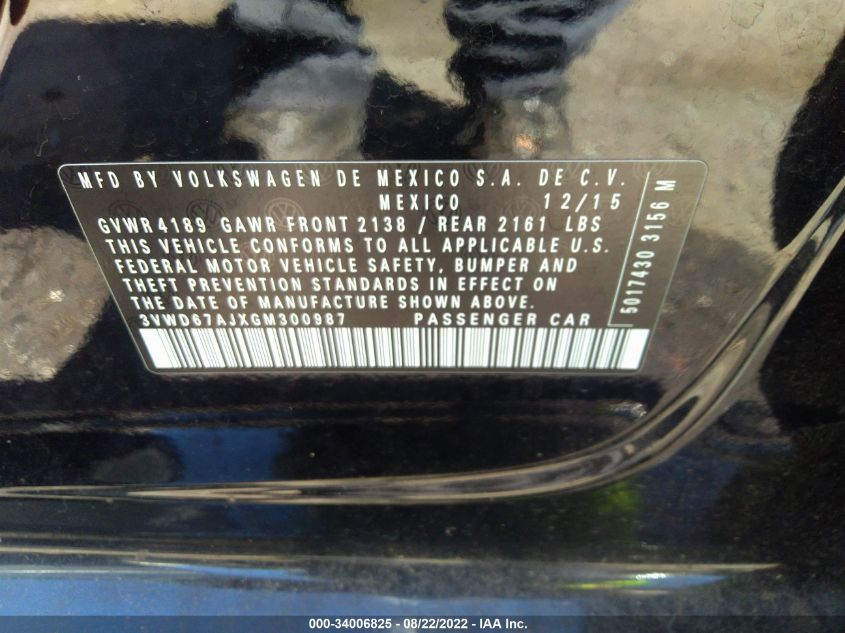 MFD BY VOLKSWAGEN DE MEXICO S.A. DE C.V.
MEXICO 12/15
GVWR 4189 GAWR FRONT 2138 / REAR 2161 LBS
THIS VEHICLE CONFORMS TO ALL APPLICABLE U.S.
FEDERAL MOTOR VEHICLE SAFETY, BUMPER AND
THEFT PREVENTION STANDARDS IN EFFECT ON
THE DATE OF MANUFACTURE SHOWN ABOVE.
3VWD67AJXGM300987 PASSENGER CAR
5017430 3156 M
000-34006825 - 08/22/2022 - IAA Inc.